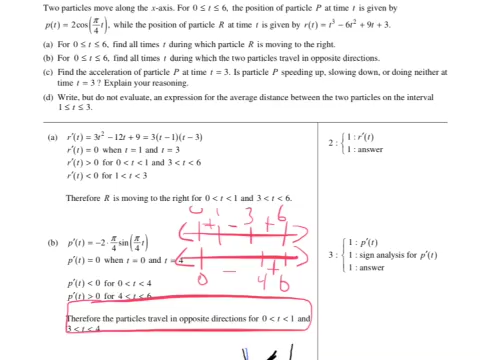 Two particles move along the x-axis. For 0 ≤ t ≤ 6, the position of particle P at time t is given by
p(t) = 2cos(π/4 t), while the position of particle R at time t is given by r(t) = t³ − 6t² + 9t + 3.
(a) For 0 ≤ t ≤ 6, find all times t during which particle R is moving to the right.
(b) For 0 ≤ t ≤ 6, find all times t during which the two particles travel in opposite directions.
(c) Find the acceleration of particle P at time t = 3. Is particle P speeding up, slowing down, or doing neither at
time t = 3 ? Explain your reasoning.
(d) Write, but do not evaluate, an expression for the average distance between the two particles on the interval
1 ≤ t ≤ 3.
(a) r′(t) = 3t² − 12t + 9 = 3(t − 1)(t − 3)
r′(t) = 0 when t = 1 and t = 3
r′(t) > 0 for 0 < t < 1 and 3 < t < 6
r′(t) < 0 for 1 < t < 3
Therefore R is moving to the right for 0 < t < 1 and 3 < t < 6.
2 : { 1 : r′(t)
1 : answer
0 1 3 6
+ − +
(b) p′(t) = −2 · π/4 sin(π/4 t)
p′(t) = 0 when t = 0 and t = 4
0 − 4 + 6
p′(t) < 0 for 0 < t < 4
p′(t) > 0 for 4 < t < 6
Therefore the particles travel in opposite directions for 0 < t < 1 and
3 < t < 4
3 : { 1 : p′(t)
1 : sign analysis for p′(t)
1 : answer